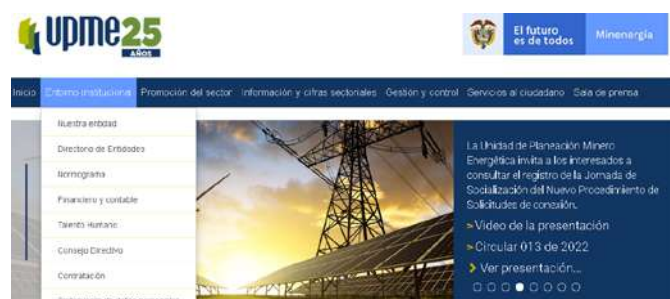 upme25
AÑOS
El futuro
es de todos
Minenergía
Inicio Entorno institucional Promoción del sector Información y cifras sectoriales Gestión y control Servicios al ciudadano Sala de prensa
Nuestra entidad
Directorio de Entidades
Normograma
Financiero y contable
Talento Humano
Consejo Directivo
Contratación
La Unidad de Planeación Minero
Energética invita a los interesados a
consultar el registro de la Jornada de
Socialización del Nuevo Procedimiento de
Solicitudes de conexión.
Video de la presentación
Circular 013 de 2022
Ver presentación...